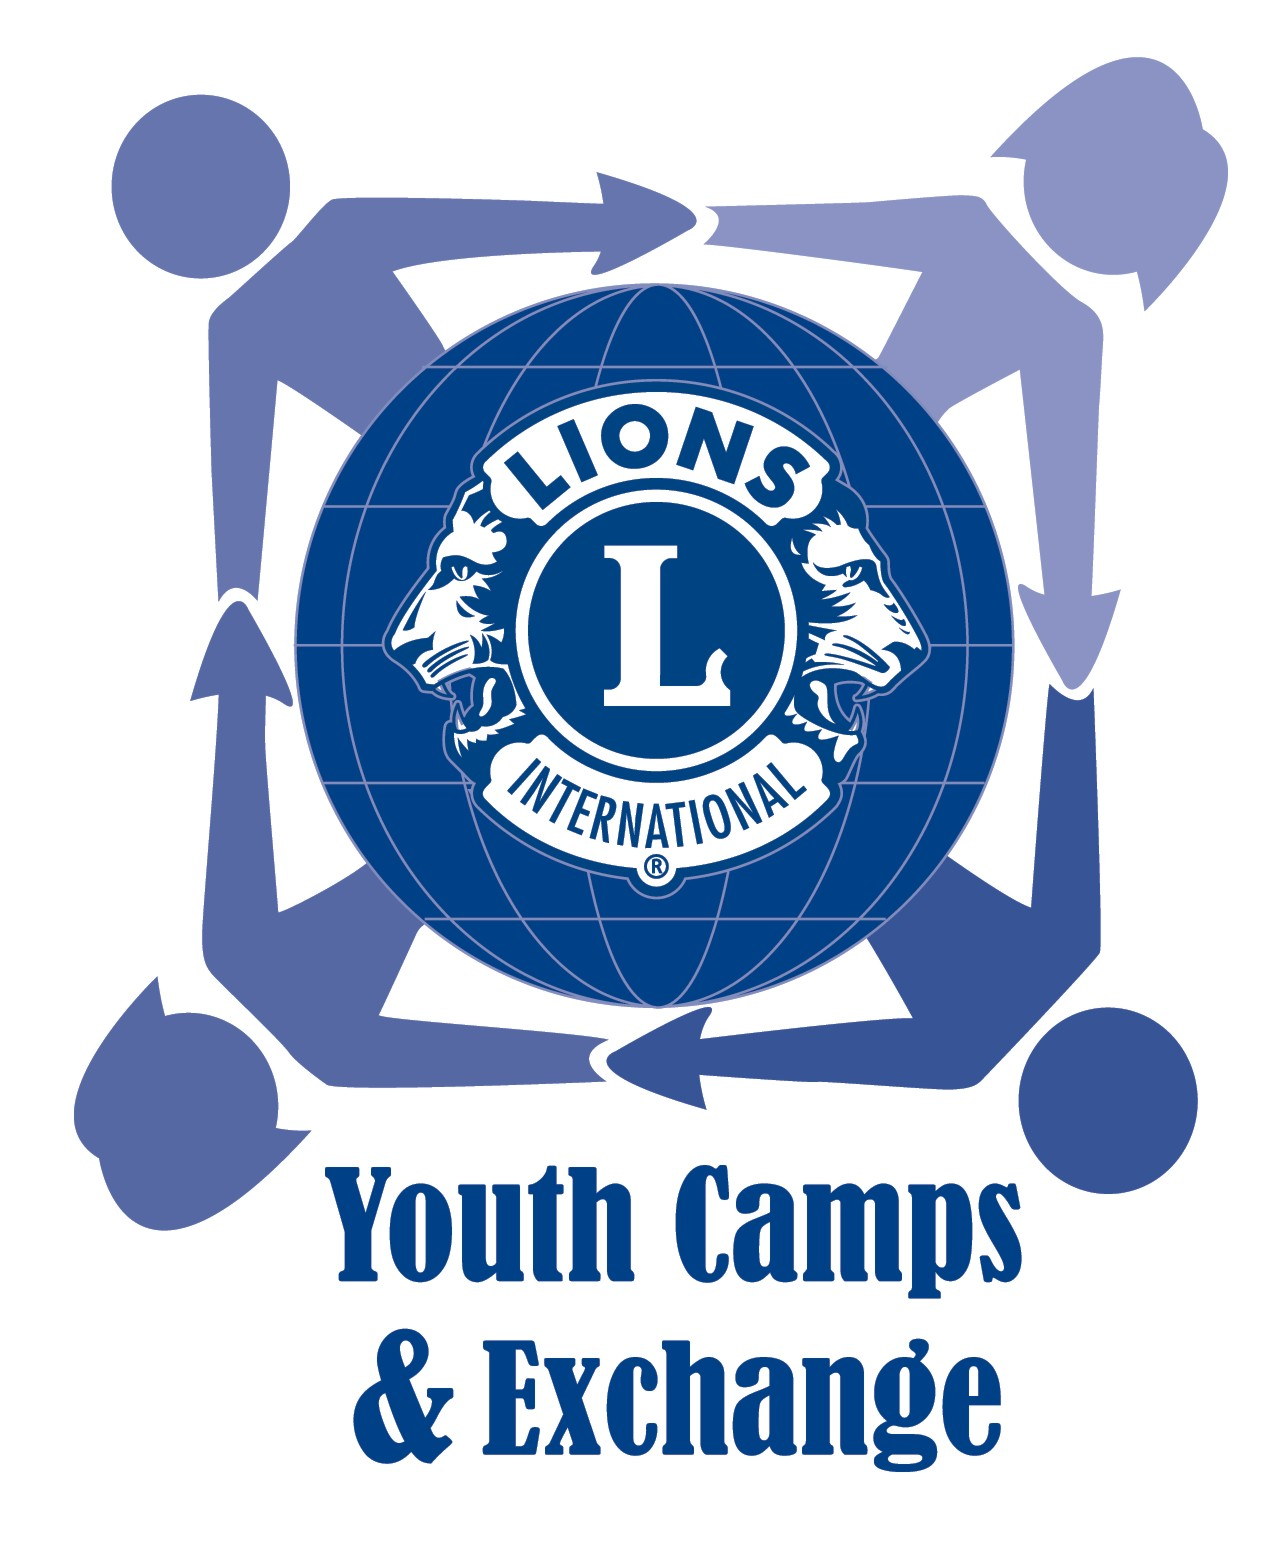 LIONS
L
INTERNATIONAL
®
Youth Camps
& Exchange